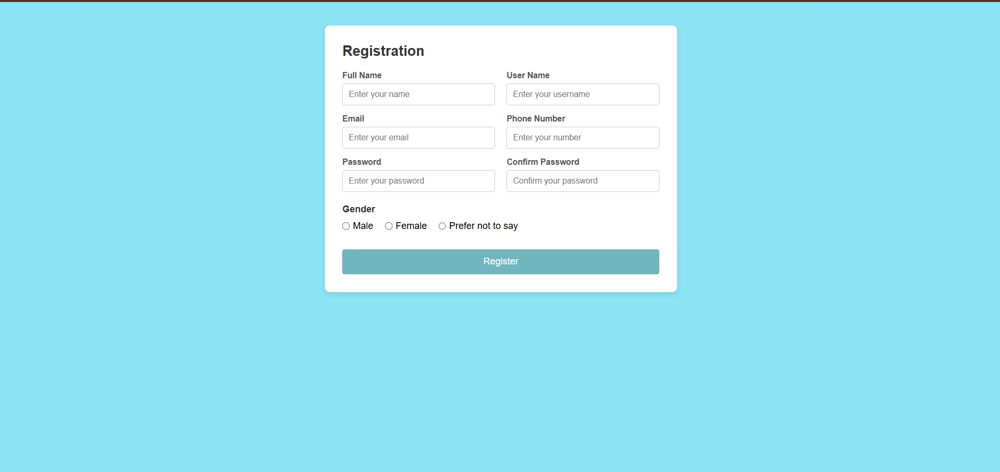 Registration
Full Name User Name
Enter your name Enter your username
Email Phone Number
Enter your email Enter your number
Password Confirm Password
Enter your password Confirm your password
Gender
Male Female Prefer not to say
Register